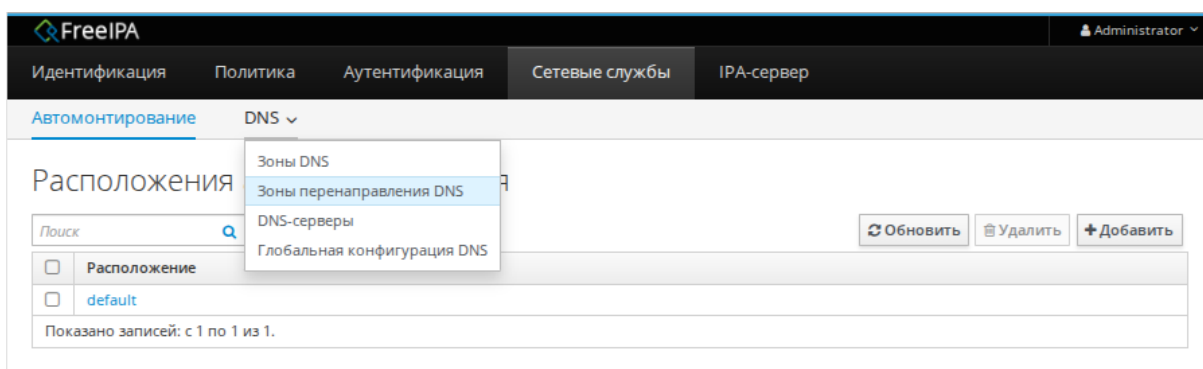 FreeIPA Administrator
Идентификация Политика Аутентификация Сетевые службы IPA-сервер
Автомонтирование DNS
Зоны DNS
Расположения
Зоны перенаправления DNS
Поиск
DNS-серверы
Обновить Удалить Добавить
Глобальная конфигурация DNS
Расположение
default
Показано записей: с 1 по 1 из 1.